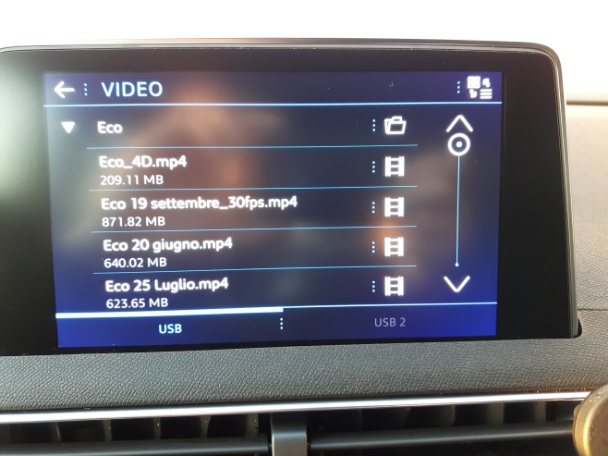 VIDEO
Eco
Eco_4D.mp4
209.11 MB
Eco 19 settembre_30fps.mp4
871.82 MB
Eco 20 giugno.mp4
640.02 MB
Eco 25 Luglio.mp4
623.65 MB
USB
USB 2